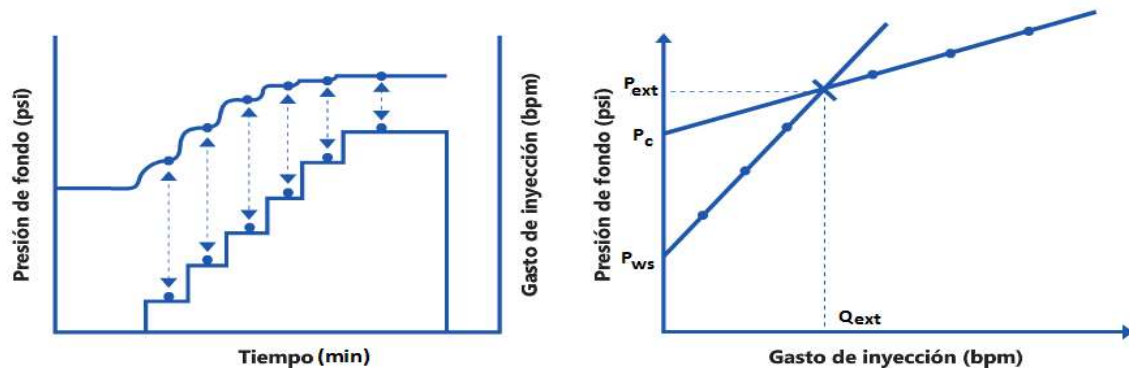 Presión de fondo (psi)
Gasto de inyección (bpm)
Tiempo (min)
Presión de fondo (psi)
Pext
Pc
Pws
Qext
Gasto de inyección (bpm)